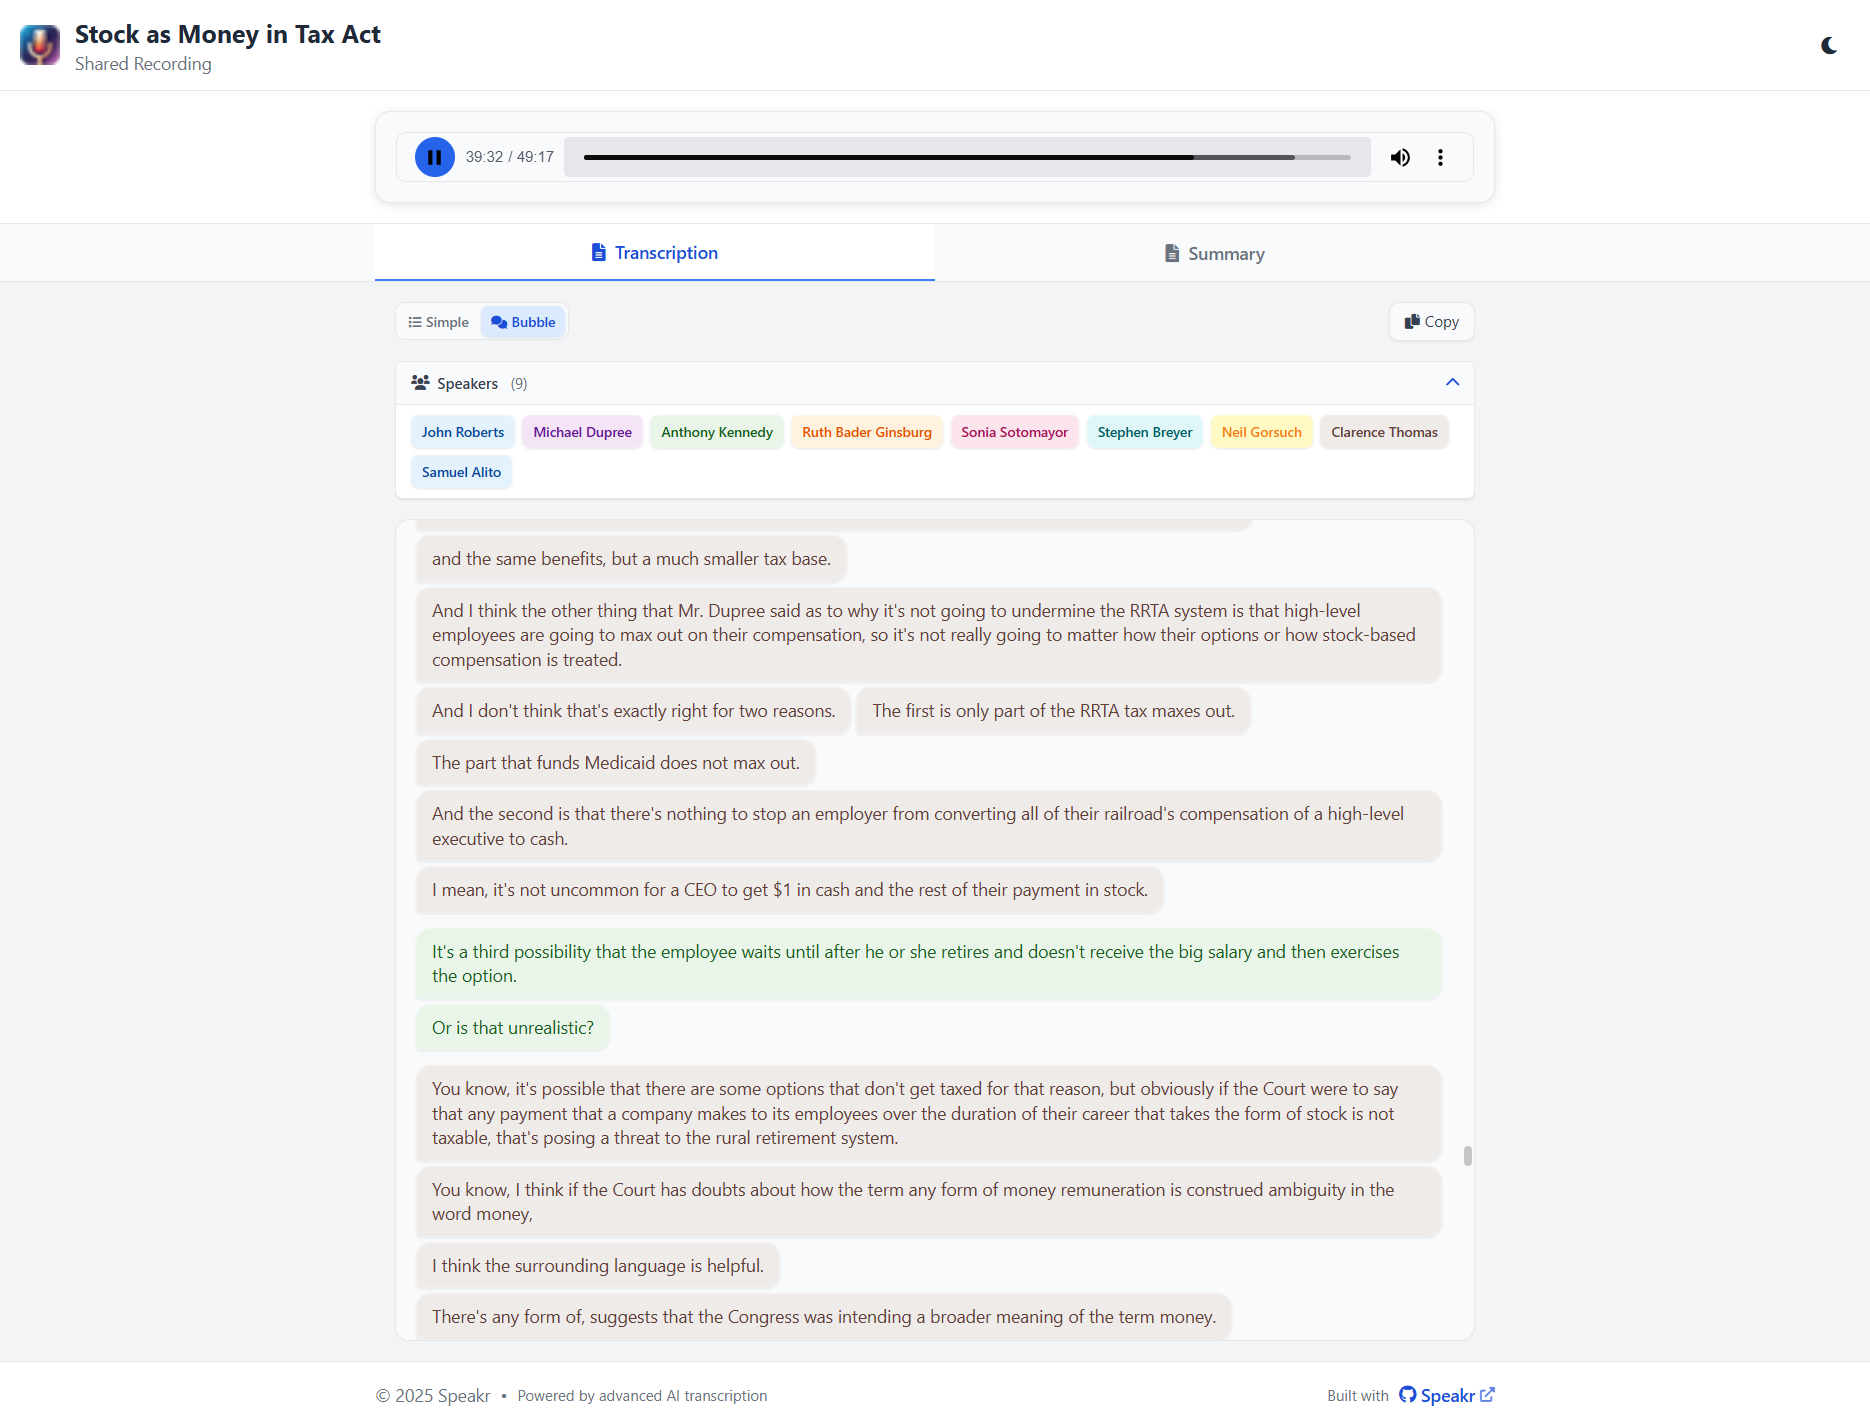 Stock as Money in Tax Act
Shared Recording
39:32 / 49:17
Transcription
Summary
Simple
Bubble
Copy
Speakers (9)
John Roberts
Michael Dupree
Anthony Kennedy
Ruth Bader Ginsburg
Sonia Sotomayor
Stephen Breyer
Neil Gorsuch
Clarence Thomas
Samuel Alito
and the same benefits, but a much smaller tax base.
And I think the other thing that Mr. Dupree said as to why it's not going to undermine the RRTA system is that high-level
employees are going to max out on their compensation, so it's not really going to matter how their options or how stock-based
compensation is treated.
And I don't think that's exactly right for two reasons.
The first is only part of the RRTA tax maxes out.
The part that funds Medicaid does not max out.
And the second is that there's nothing to stop an employer from converting all of their railroad's compensation of a high-level
executive to cash.
I mean, it's not uncommon for a CEO to get $1 in cash and the rest of their payment in stock.
It's a third possibility that the employee waits until after he or she retires and doesn't receive the big salary and then exercises
the option.
Or is that unrealistic?
You know, it's possible that there are some options that don't get taxed for that reason, but obviously if the Court were to say
that any payment that a company makes to its employees over the duration of their career that takes the form of stock is not
taxable, that's posing a threat to the rural retirement system.
You know, I think if the Court has doubts about how the term any form of money remuneration is construed ambiguity in the
word money,
I think the surrounding language is helpful.
There's any form of, suggests that the Congress was intending a broader meaning of the term money.
© 2025 Speakr • Powered by advanced AI transcription
Built with Speakr